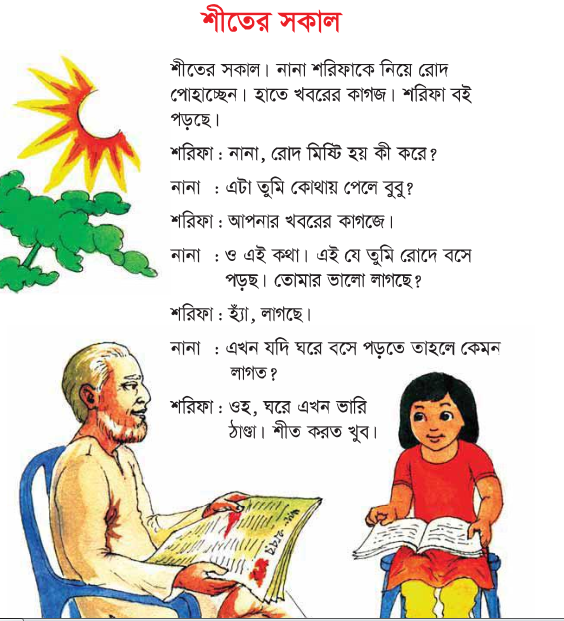 শীতের সকাল
শীতের সকাল। নানা শরিফাকে নিয়ে রোদ
পোহাচ্ছেন। হাতে খবরের কাগজ। শরিফা বই
পড়ছে।
শরিফা : নানা, রোদ মিষ্টি হয় কী করে?
নানা : এটা তুমি কোথায় পেলে বুবু?
শরিফা : আপনার খবরের কাগজে।
নানা : ও এই কথা। এই যে তুমি রোদে বসে
পড়ছ। তোমার ভালো লাগছে?
শরিফা : হ্যাঁ, লাগছে।
নানা : এখন যদি ঘরে বসে পড়তে তাহলে কেমন
লাগত?
শরিফা : ওহ, ঘরে এখন ভারি
ঠাণ্ডা। শীত করত খুব।